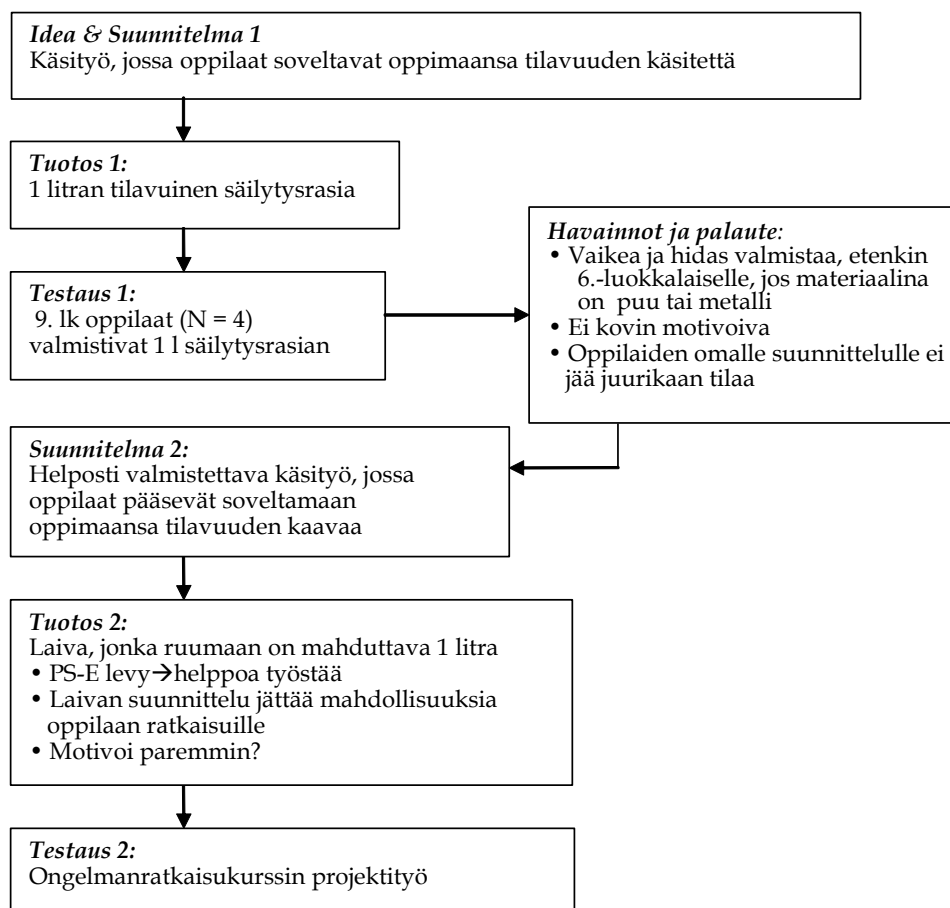 Idea & Suunnitelma 1
Käsityö, jossa oppilaat soveltavat oppimaansa tilavuuden käsitettä
Tuotos 1:
1 litran tilavuinen säilytysrasia
Testaus 1:
9. lk oppilaat (N = 4)
valmistivat 1 l säilytysrasian
Havainnot ja palaute:
• Vaikea ja hidas valmistaa, etenkin
6.-luokkalaiselle, jos materiaalina
on puu tai metalli
• Ei kovin motivoiva
• Oppilaiden omalle suunnittelulle ei
jää juurikaan tilaa
Suunnitelma 2:
Helposti valmistettava käsityö, jossa
oppilaat pääsevät soveltamaan
oppimaansa tilavuuden kaavaa
Tuotos 2:
Laiva, jonka ruumaan on mahduttava 1 litra
• PS-E levy→helppoa työstää
• Laivan suunnittelu jättää mahdollisuuksia
oppilaan ratkaisuille
• Motivoi paremmin?
Testaus 2:
Ongelmanratkaisukurssin projektityö